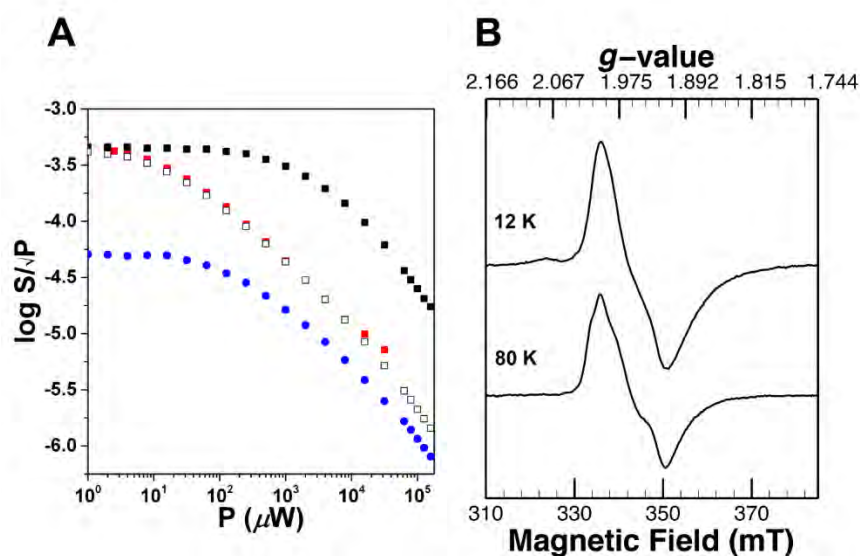 A
-3.0
-3.5
-4.0
-4.5
-5.0
-5.5
-6.0
log S/√P
10⁰ 10¹ 10² 10³ 10⁴ 10⁵
P (μW)
B
g-value
2.166 2.067 1.975 1.892 1.815 1.744
12 K
80 K
310 330 350 370
Magnetic Field (mT)